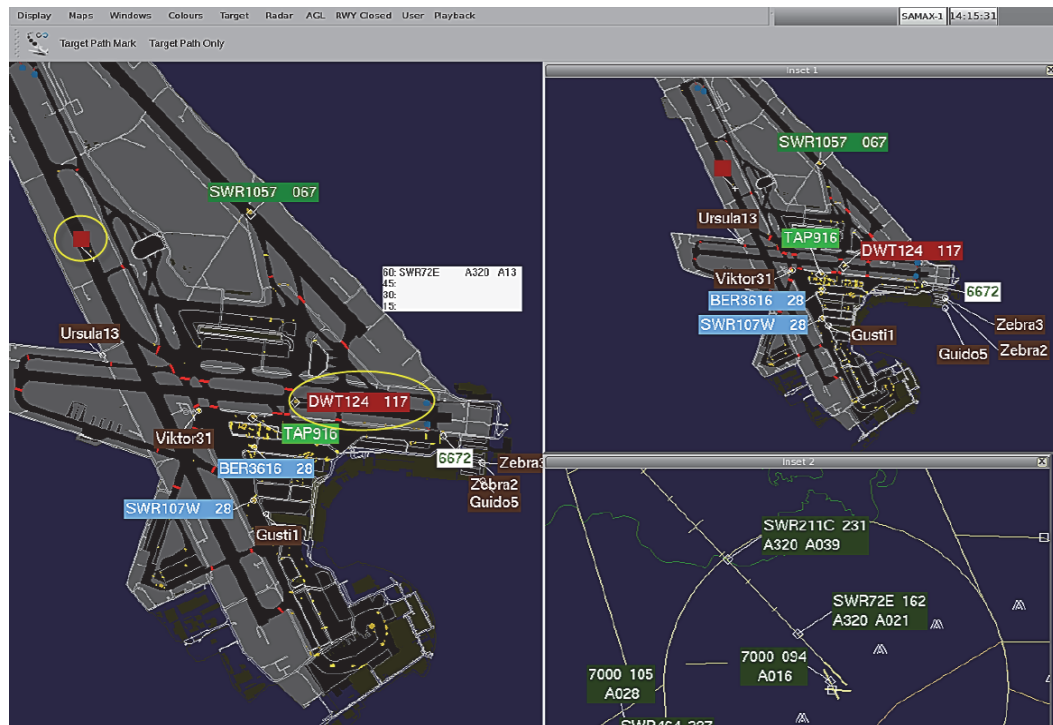 Display Maps Windows Colours Target Radar AGL RWY Closed User Playback
SAMAX-1 14:15:31
Target Path Mark Target Path Only
SWR1057 067
60: SWR72E A320 A13
45:
30:
15:
Ursula13
DWT124 117
Viktor31
TAP916
BER3616 28
6672
Zebra3
Zebra2
Guido5
SWR107W 28
Gusti1
Inset 1
SWR1057 067
Ursula13
TAP916
DWT124 117
Viktor31
6672
BER3616 28
SWR107W 28
Zebra3
Gusti1
Zebra2
Guido5
Inset 2
SWR211C 231
A320 A039
SWR72E 162
A320 A021
7000 094
A016
7000 105
A028